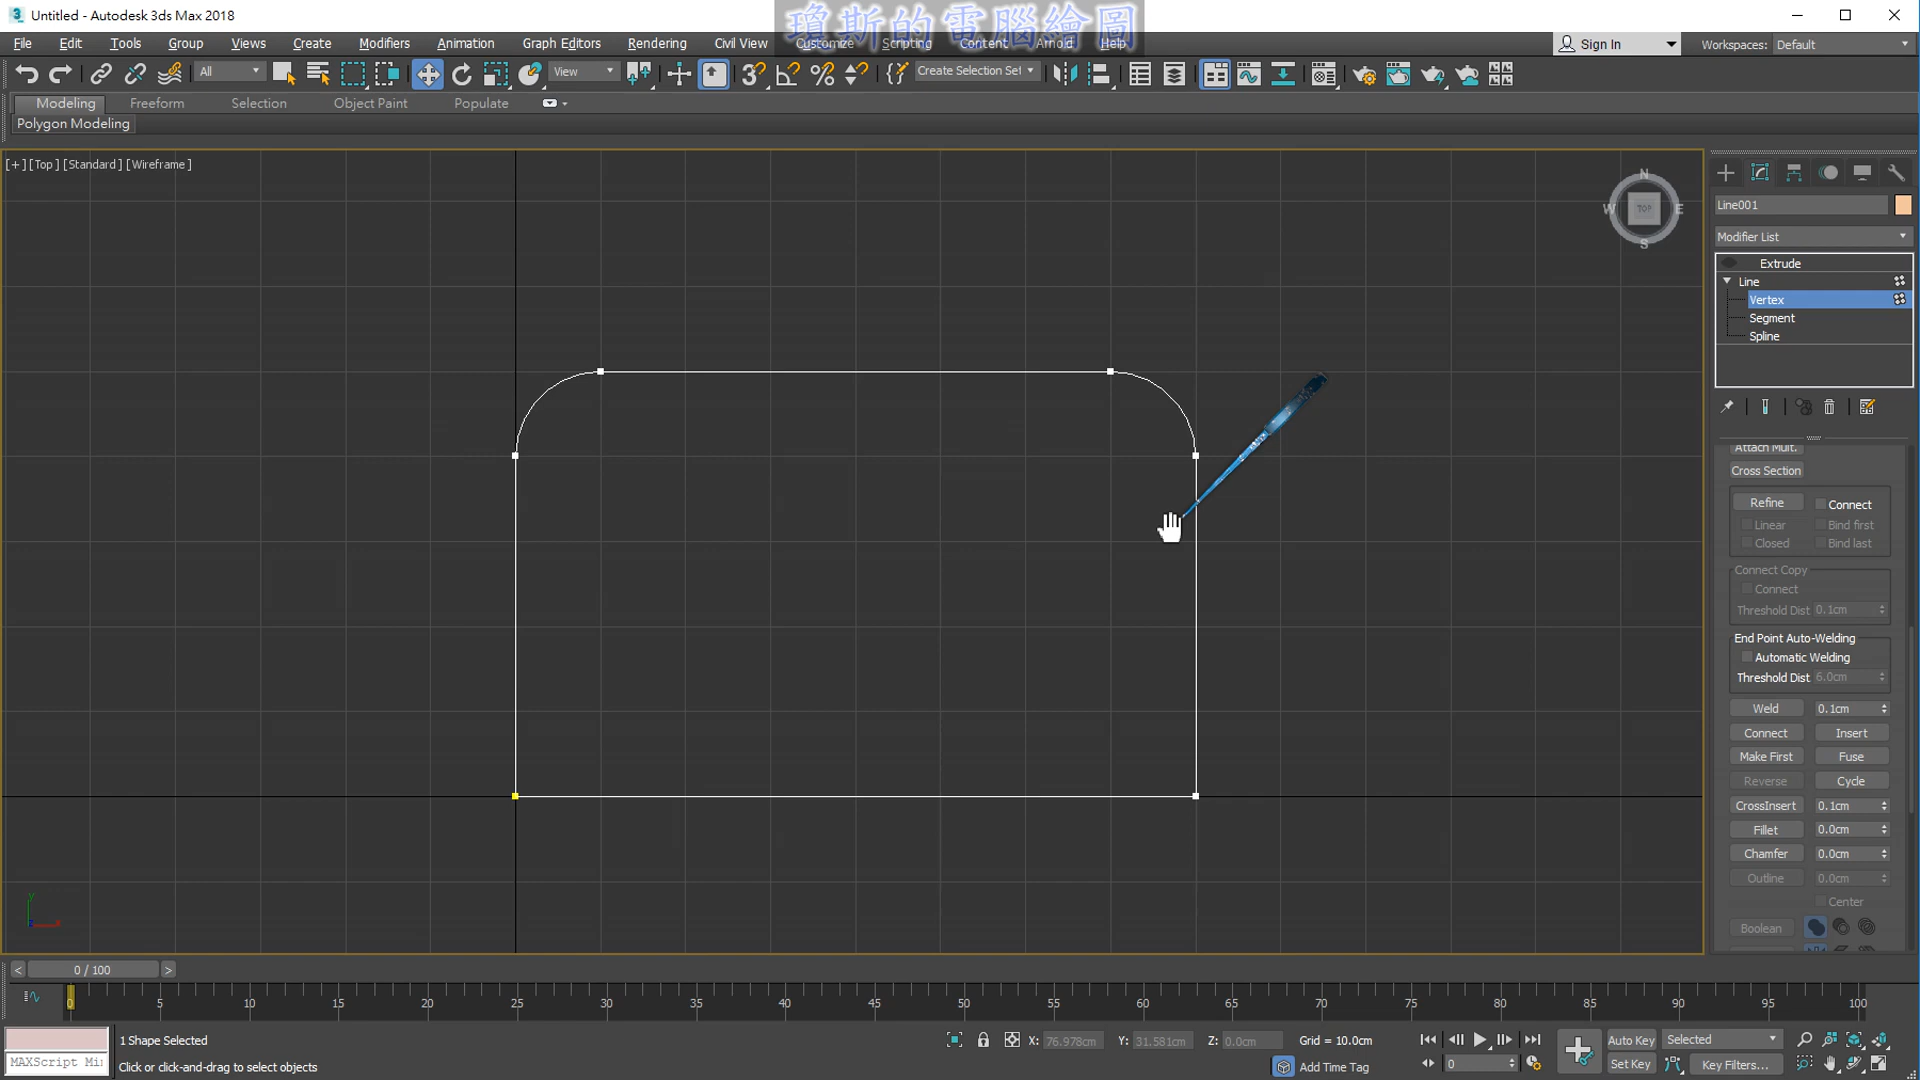 Untitled - Autodesk 3ds Max 2018
瓊斯的電腦繪圖
File Edit Tools Group Views Create Modifiers Animation Graph Editors Rendering Civil View Customize Scripting Content Arnold Help
Sign In
Workspaces: Default
All
View
Create Selection Set
Modeling Freeform Selection Object Paint Populate
Polygon Modeling
[+] [Top ] [Standard ] [Wireframe ]
N
W TOP E
S
Line001
Modifier List
Extrude
Line
Vertex
Segment
Spline
Attach Mult.
Cross Section
Refine Connect
Linear Bind first
Closed Bind last
Connect Copy
Connect
Threshold Dist 0.1cm
End Point Auto-Welding
Automatic Welding
Threshold Dist 6.0cm
Weld 0.1cm
Connect Insert
Make First Fuse
Reverse Cycle
CrossInsert 0.1cm
Fillet 0.0cm
Chamfer 0.0cm
Outline 0.0cm
Center
Boolean
y
< 0 / 100 >
0 5 10 15 20 25 30 35 40 45 50 55 60 65 70 75 80 85 90 95 100
1 Shape Selected
X: 76.978cm Y: 31.581cm Z: 0.0cm Grid = 10.0cm
Auto Key Selected
MAXScript Mi
Click or click-and-drag to select objects
Add Time Tag
0
Set Key Key Filters...